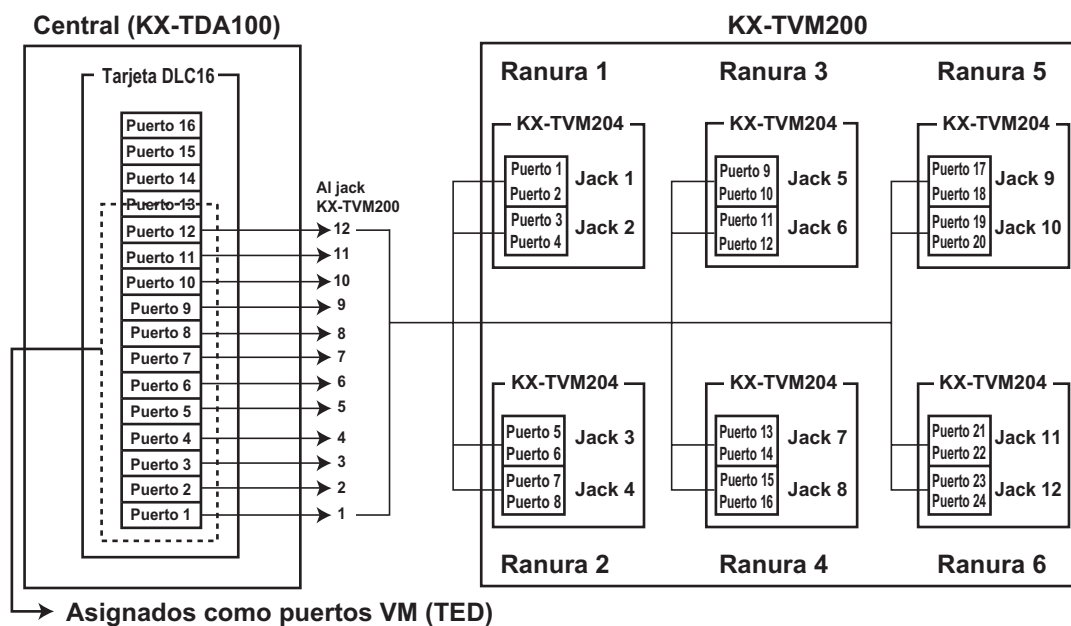 Central (KX-TDA100)
Tarjeta DLC16
Puerto 16
Puerto 15
Puerto 14
Puerto 13
Puerto 12
Puerto 11
Puerto 10
Puerto 9
Puerto 8
Puerto 7
Puerto 6
Puerto 5
Puerto 4
Puerto 3
Puerto 2
Puerto 1
Al jack
KX-TVM200
12
11
10
9
8
7
6
5
4
3
2
1
Asignados como puertos VM (TED)
KX-TVM200
Ranura 1
KX-TVM204
Puerto 1
Puerto 2
Jack 1
Puerto 3
Puerto 4
Jack 2
Ranura 3
KX-TVM204
Puerto 9
Puerto 10
Jack 5
Puerto 11
Puerto 12
Jack 6
Ranura 5
KX-TVM204
Puerto 17
Puerto 18
Jack 9
Puerto 19
Puerto 20
Jack 10
KX-TVM204
Puerto 5
Puerto 6
Jack 3
Puerto 7
Puerto 8
Jack 4
Ranura 2
KX-TVM204
Puerto 13
Puerto 14
Jack 7
Puerto 15
Puerto 16
Jack 8
Ranura 4
KX-TVM204
Puerto 21
Puerto 22
Jack 11
Puerto 23
Puerto 24
Jack 12
Ranura 6